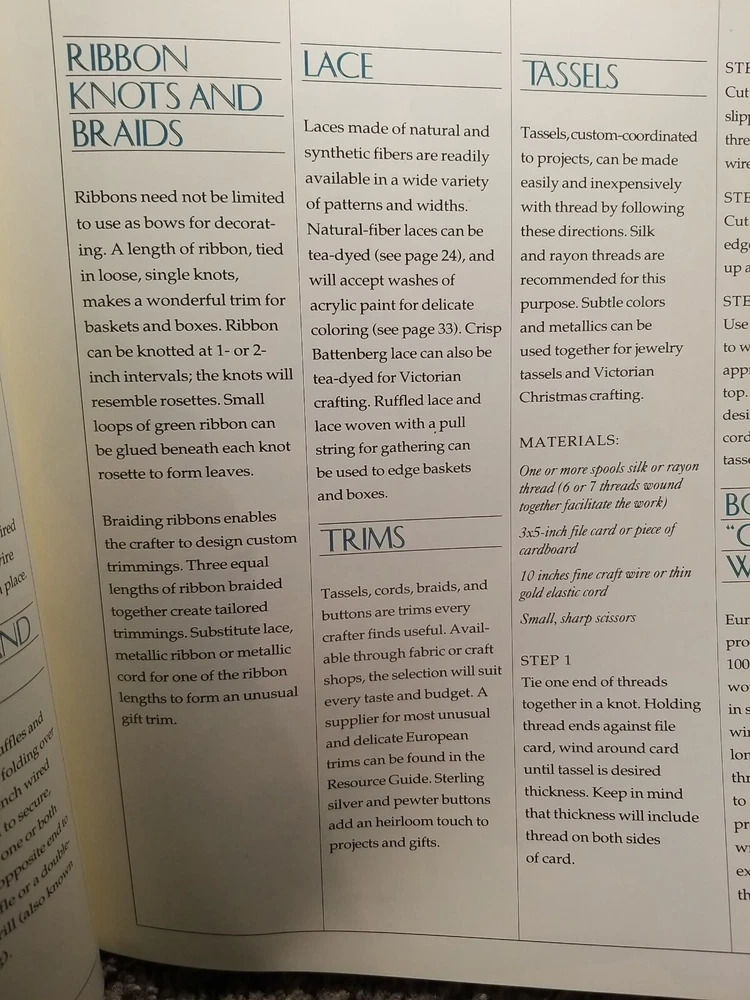 RIBBON
KNOTS AND
BRAIDS
Ribbons need not be limited
to use as bows for decorat-
ing. A length of ribbon, tied
in loose, single knots,
makes a wonderful trim for
baskets and boxes. Ribbon
can be knotted at 1- or 2-
inch intervals; the knots will
resemble rosettes. Small
loops of green ribbon can
be glued beneath each knot
rosette to form leaves.
Braiding ribbons enables
the crafter to design custom
trimmings. Three equal
lengths of ribbon braided
together create tailored
trimmings. Substitute lace,
metallic ribbon or metallic
cord for one of the ribbon
lengths to form an unusual
gift trim.
LACE
Laces made of natural and
synthetic fibers are readily
available in a wide variety
of patterns and widths.
Natural-fiber laces can be
tea-dyed (see page 24), and
will accept washes of
acrylic paint for delicate
coloring (see page 33). Crisp
Battenberg lace can also be
tea-dyed for Victorian
crafting. Ruffled lace and
lace woven with a pull
string for gathering can
be used to edge baskets
and boxes.
TRIMS
Tassels, cords, braids, and
buttons are trims every
crafter finds useful. Avail-
able through fabric or craft
shops, the selection will suit
every taste and budget. A
supplier for most unusual
and delicate European
trims can be found in the
Resource Guide. Sterling
silver and pewter buttons
add an heirloom touch to
projects and gifts.
TASSELS
Tassels, custom-coordinated
to projects, can be made
easily and inexpensively
with thread by following
these directions. Silk
and rayon threads are
recommended for this
purpose. Subtle colors
and metallics can be
used together for jewelry
tassels and Victorian
Christmas crafting.
MATERIALS:
One or more spools silk or rayon
thread (6 or 7 threads wound
together facilitate the work)
3x5-inch file card or piece of
cardboard
10 inches fine craft wire or thin
gold elastic cord
Small, sharp scissors
STEP 1
Tie one end of threads
together in a knot. Holding
thread ends against file
card, wind around card
until tassel is desired
thickness. Keep in mind
that thickness will include
thread on both sides
of card.